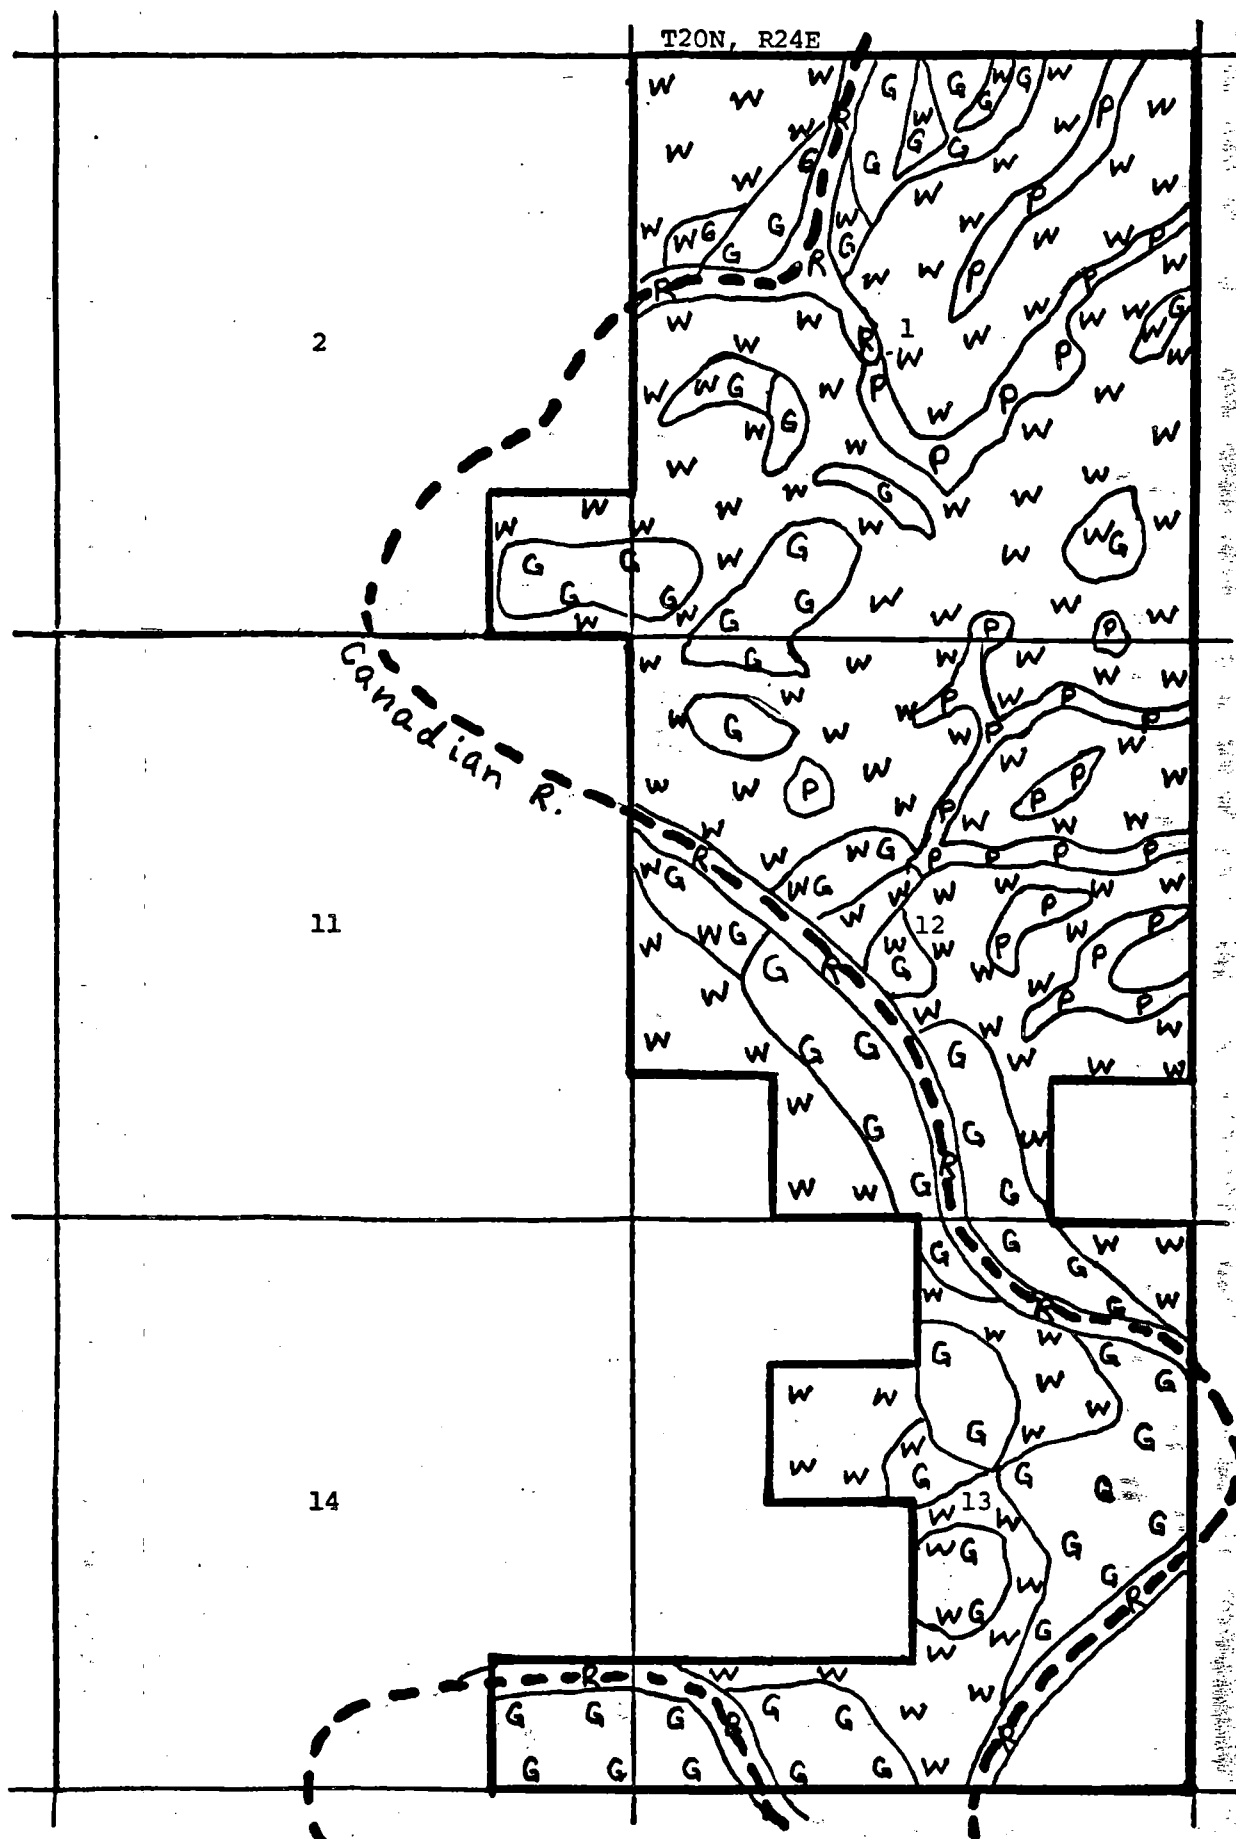 T20N, R24E
W W W G G W G W
W G P W
W R W W
W G G G W W
W G W P W
W G W W
W W G G G W W P
R W W W
R P P W
W W W W W G
2 R 1 W W
W W P W
W W G W P W P W
W G W
W W P W W
W W G W W
W W W W W W
G G W G W W G
G G W G W W W
W G W P P W
W G W W W W
Canadian R.
W P W P
W G W P P
W W W
W W P W P P
W W P W W
W W G P P P P
W G R W G W W W W W
11 W P P
W W G W 12 W W P
G R G W P
W W P P
W W W
W W G G G W W W
W
G G W
W W G R G
G G W W
G W
W R G
W W G
G G
W W W W
W
G W G
W W G G
14 13 G
W W G
W G G
W G
W R
W G W G
W
R W W
G G G R G G W W
R
G G G G G W